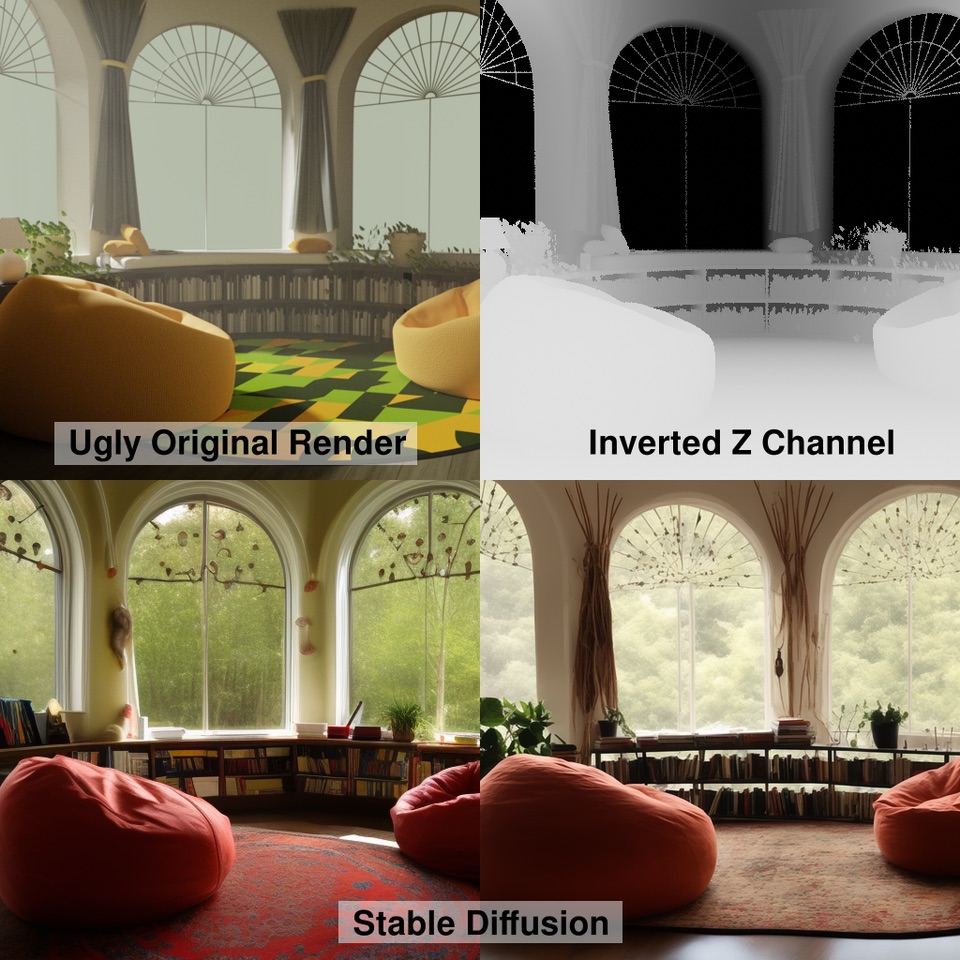 Ugly Original Render
Inverted Z Channel
Stable Diffusion